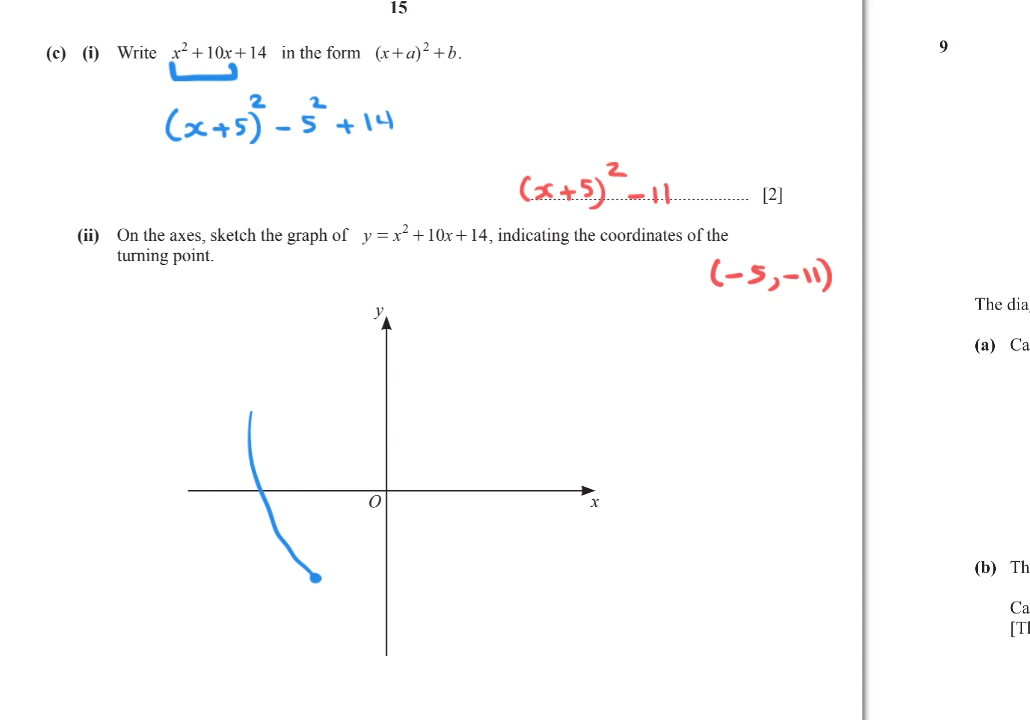 15
(c) (i) Write x² + 10x + 14 in the form (x + a)² + b.
(x+5)² - 5² + 14
(x+5)² - 11 [2]
(ii) On the axes, sketch the graph of y = x² + 10x + 14, indicating the coordinates of the
turning point.
(-5, -11)
y
O
x
9
The dia
(a) Ca
(b) Th
Ca